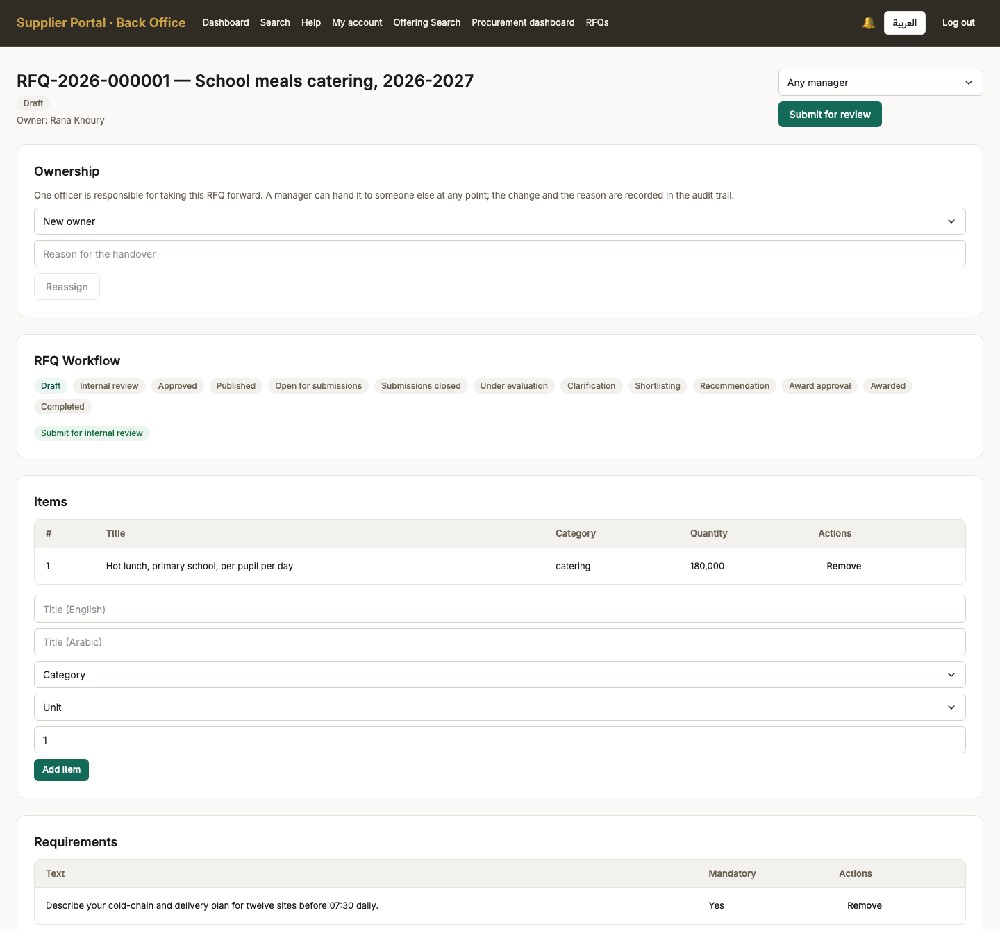 Supplier Portal · Back Office Dashboard Search Help My account Offering Search Procurement dashboard RFQs العربية Log out
RFQ-2026-000001 — School meals catering, 2026-2027
Any manager
Draft
Submit for review
Owner: Rana Khoury
Ownership
One officer is responsible for taking this RFQ forward. A manager can hand it to someone else at any point; the change and the reason are recorded in the audit trail.
New owner
Reason for the handover
Reassign
RFQ Workflow
Draft Internal review Approved Published Open for submissions Submissions closed Under evaluation Clarification Shortlisting Recommendation Award approval Awarded
Completed
Submit for internal review
Items
# Title Category Quantity Actions
1 Hot lunch, primary school, per pupil per day catering 180,000 Remove
Title (English)
Title (Arabic)
Category
Unit
1
Add item
Requirements
Text Mandatory Actions
Describe your cold-chain and delivery plan for twelve sites before 07:30 daily. Yes Remove